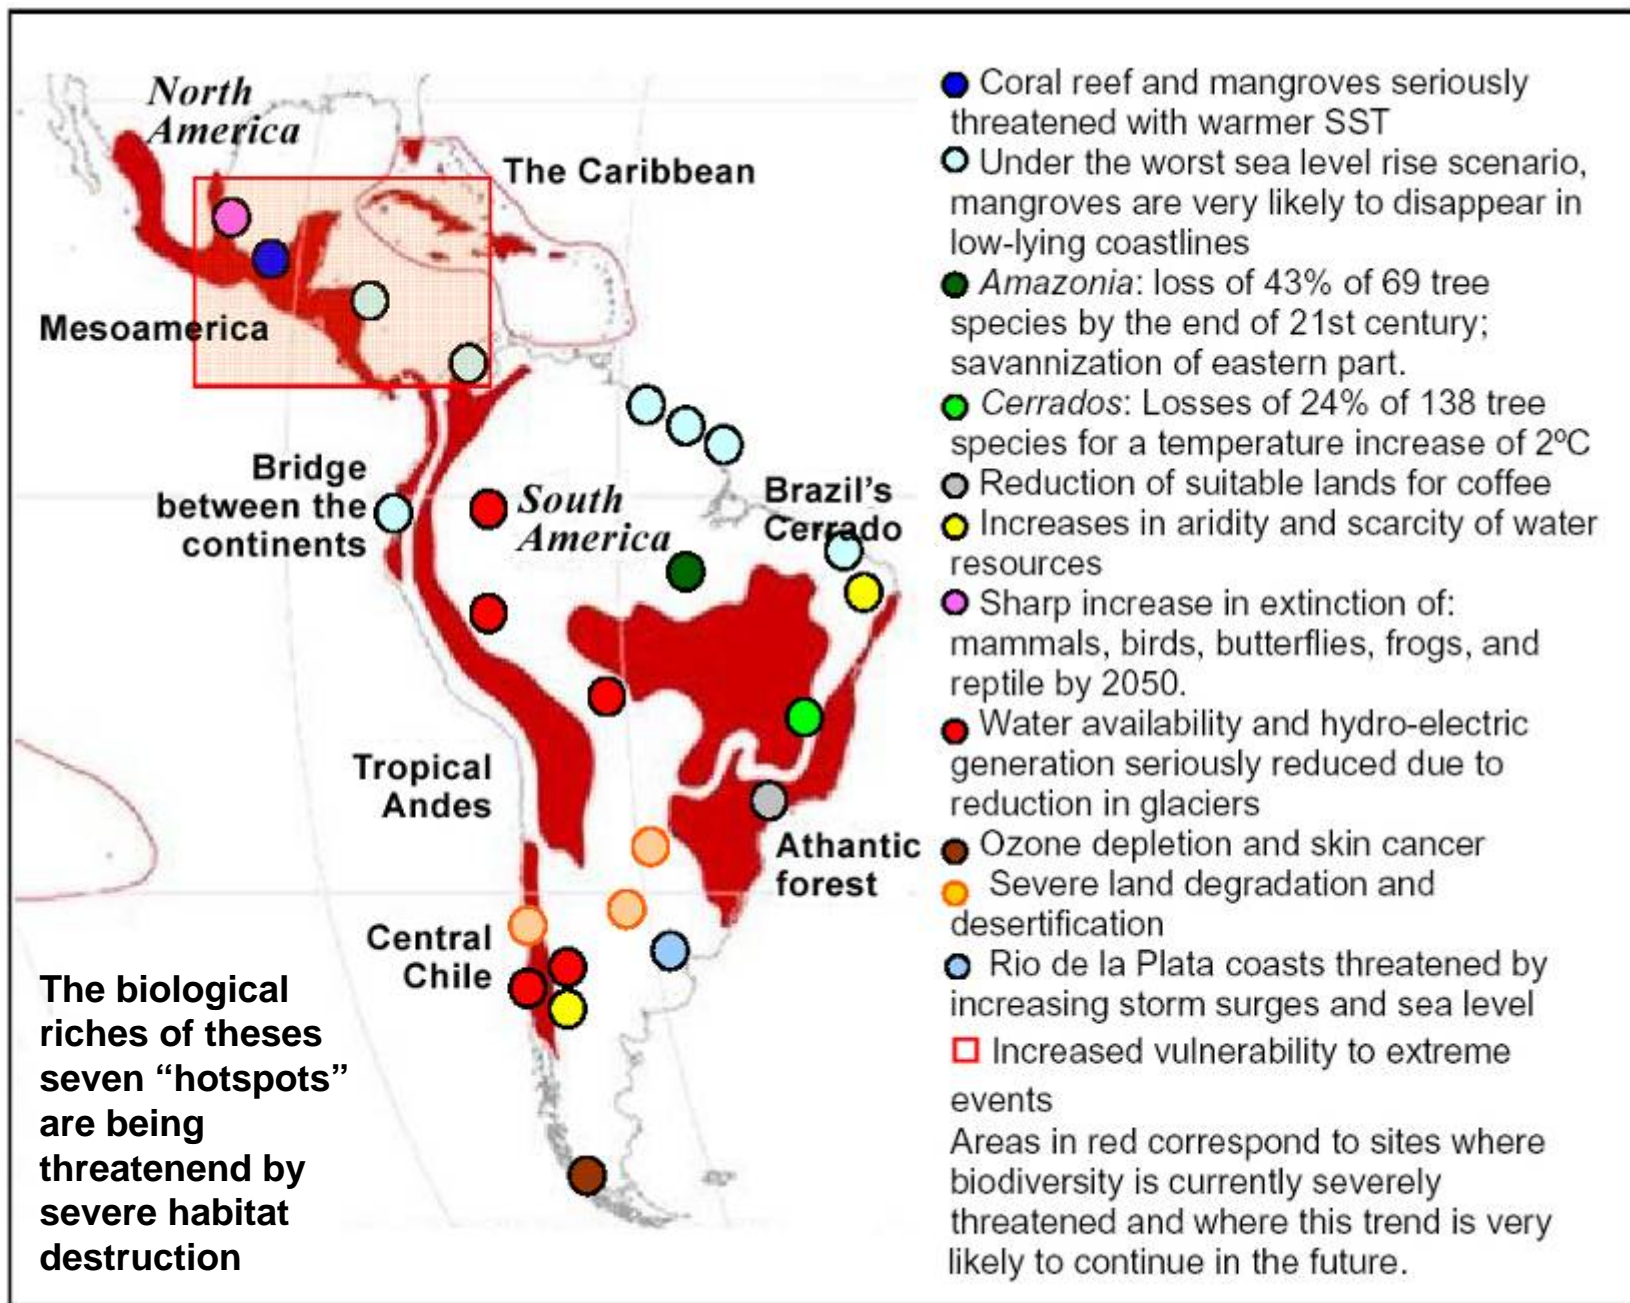 North
America
The Caribbean
Mesoamerica
Bridge
between the
continents
South
America
Brazil's
Cerrado
Tropical
Andes
Athantic
forest
Central
Chile
The biological
riches of theses
seven “hotspots”
are being
threatenend by
severe habitat
destruction
Coral reef and mangroves seriously
threatened with warmer SST
Under the worst sea level rise scenario,
mangroves are very likely to disappear in
low-lying coastlines
Amazonia: loss of 43% of 69 tree
species by the end of 21st century;
savannization of eastern part.
Cerrados: Losses of 24% of 138 tree
species for a temperature increase of 2ºC
Reduction of suitable lands for coffee
Increases in aridity and scarcity of water
resources
Sharp increase in extinction of:
mammals, birds, butterflies, frogs, and
reptile by 2050.
Water availability and hydro-electric
generation seriously reduced due to
reduction in glaciers
Ozone depletion and skin cancer
Severe land degradation and
desertification
Rio de la Plata coasts threatened by
increasing storm surges and sea level
Increased vulnerability to extreme
events
Areas in red correspond to sites where
biodiversity is currently severely
threatened and where this trend is very
likely to continue in the future.